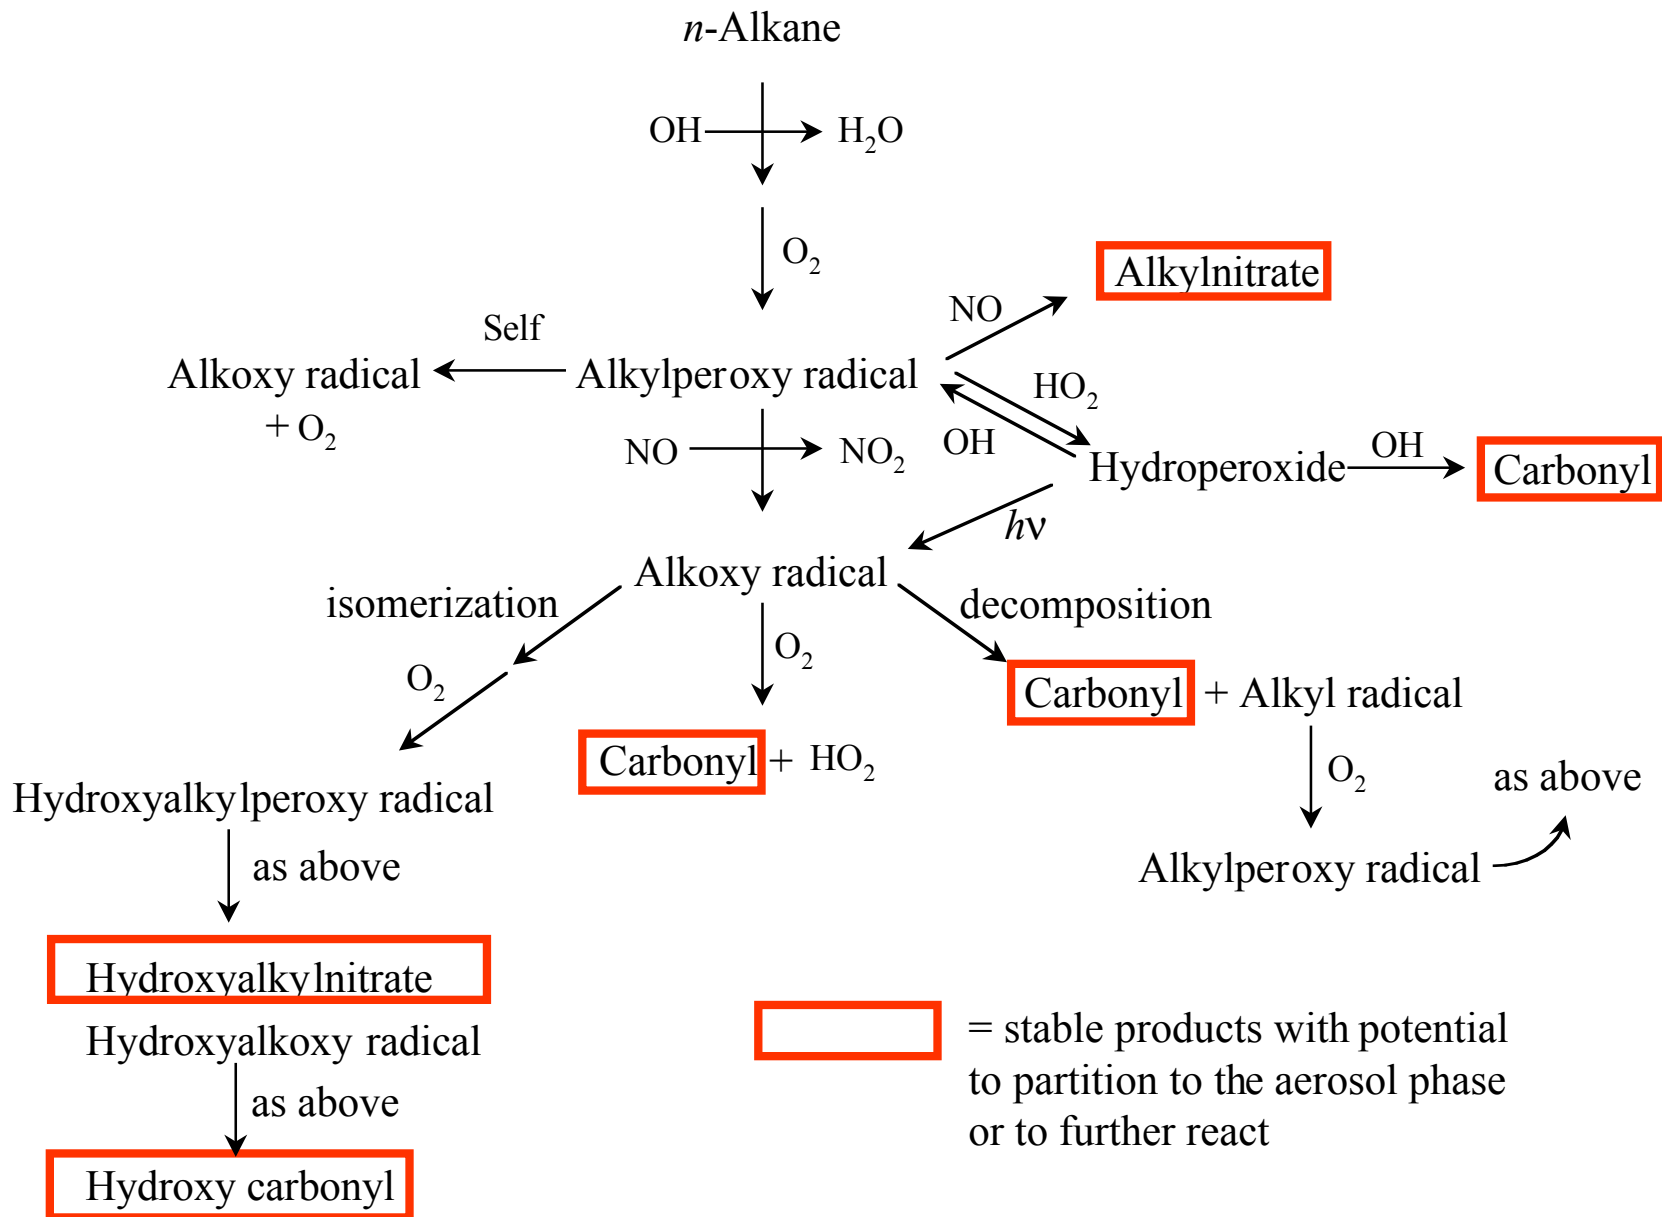 n-Alkane
OH H₂O
O₂
Alkylnitrate
NO
Self
Alkoxy radical Alkylperoxy radical
+ O₂
HO₂
OH
NO NO₂
Hydroperoxide OH Carbonyl
hν
Alkoxy radical
isomerization decomposition
O₂
O₂
Carbonyl + Alkyl radical
Carbonyl + HO₂
O₂
as above
Hydroxyalkylperoxy radical
as above
Alkylperoxy radical
Hydroxyalkylnitrate
Hydroxyalkoxy radical
as above
Hydroxy carbonyl
= stable products with potential
to partition to the aerosol phase
or to further react